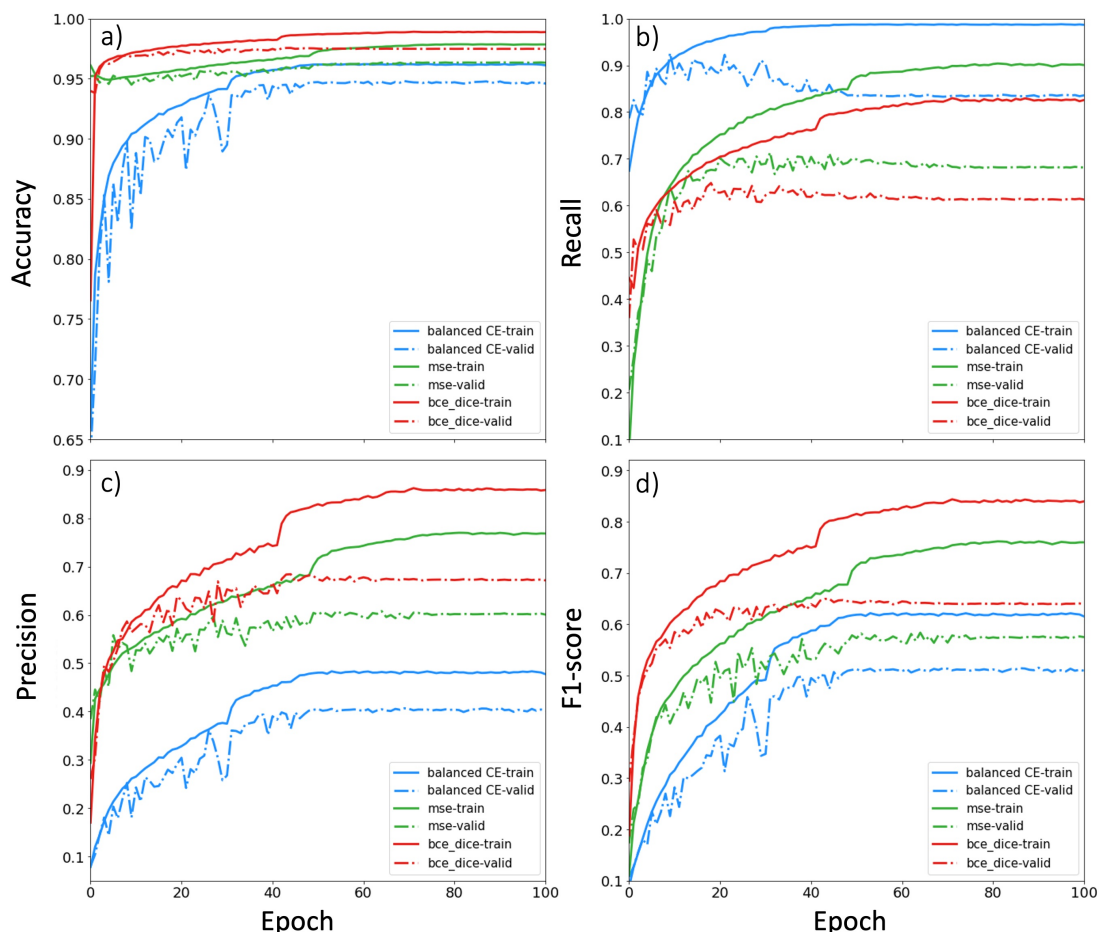 a)
1.00
0.95
0.90
0.85
0.80
0.75
0.70
0.65
Accuracy
balanced CE-train
balanced CE-valid
mse-train
mse-valid
bce_dice-train
bce_dice-valid
b)
1.0
0.9
0.8
0.7
0.6
0.5
0.4
0.3
0.2
0.1
Recall
balanced CE-train
balanced CE-valid
mse-train
mse-valid
bce_dice-train
bce_dice-valid
c)
0.9
0.8
0.7
0.6
0.5
0.4
0.3
0.2
0.1
Precision
balanced CE-train
balanced CE-valid
mse-train
mse-valid
bce_dice-train
bce_dice-valid
0 20 40 60 80 100
Epoch
d)
0.9
0.8
0.7
0.6
0.5
0.4
0.3
0.2
0.1
F1-score
balanced CE-train
balanced CE-valid
mse-train
mse-valid
bce_dice-train
bce_dice-valid
0 20 40 60 80 100
Epoch